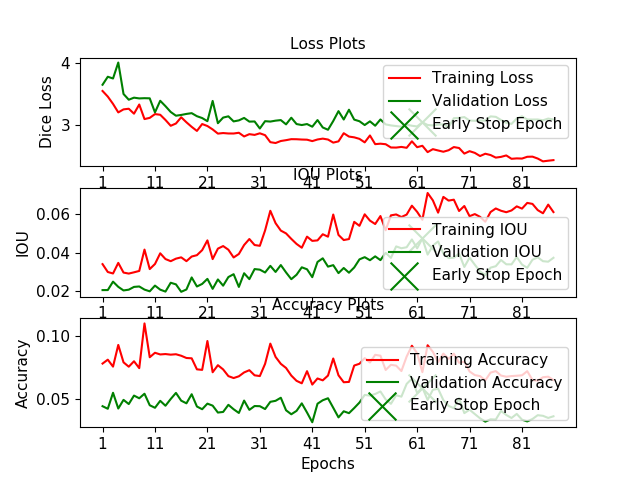 Loss Plots
4
3
Dice Loss
Training Loss
Validation Loss
Early Stop Epoch
1 11 21 31 41 51 61 71 81
IOU Plots
0.06
0.04
0.02
IOU
Training IOU
Validation IOU
Early Stop Epoch
1 11 21 31 41 51 61 71 81
Accuracy Plots
0.10
0.05
Accuracy
Training Accuracy
Validation Accuracy
Early Stop Epoch
1 11 21 31 41 51 61 71 81
Epochs